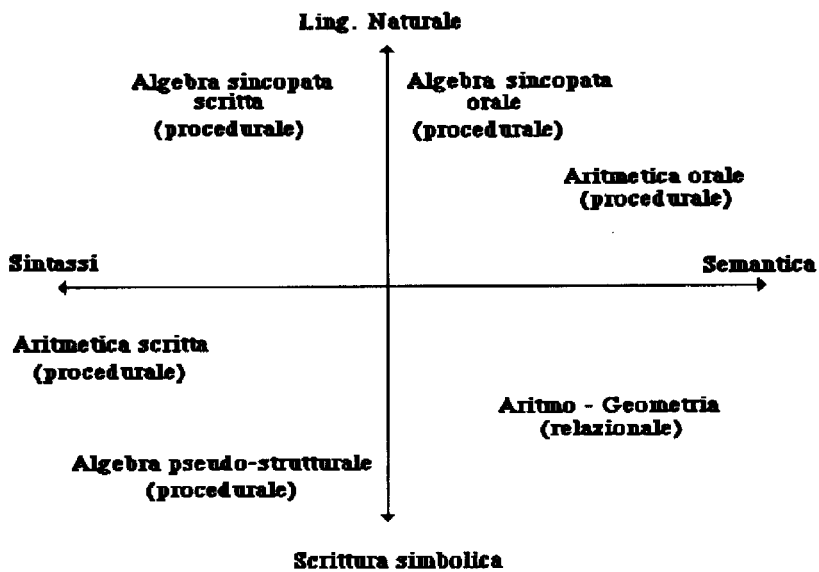 Ling. Naturale
Algebra sincopata
scritta
(procedurale)
Algebra sincopata
orale
(procedurale)
Aritmetica orale
(procedurale)
Sintassi
Semantica
Aritmetica scritta
(procedurale)
Aritmo - Geometria
(relazionale)
Algebra pseudo-strutturale
(procedurale)
Scrittura simbolica